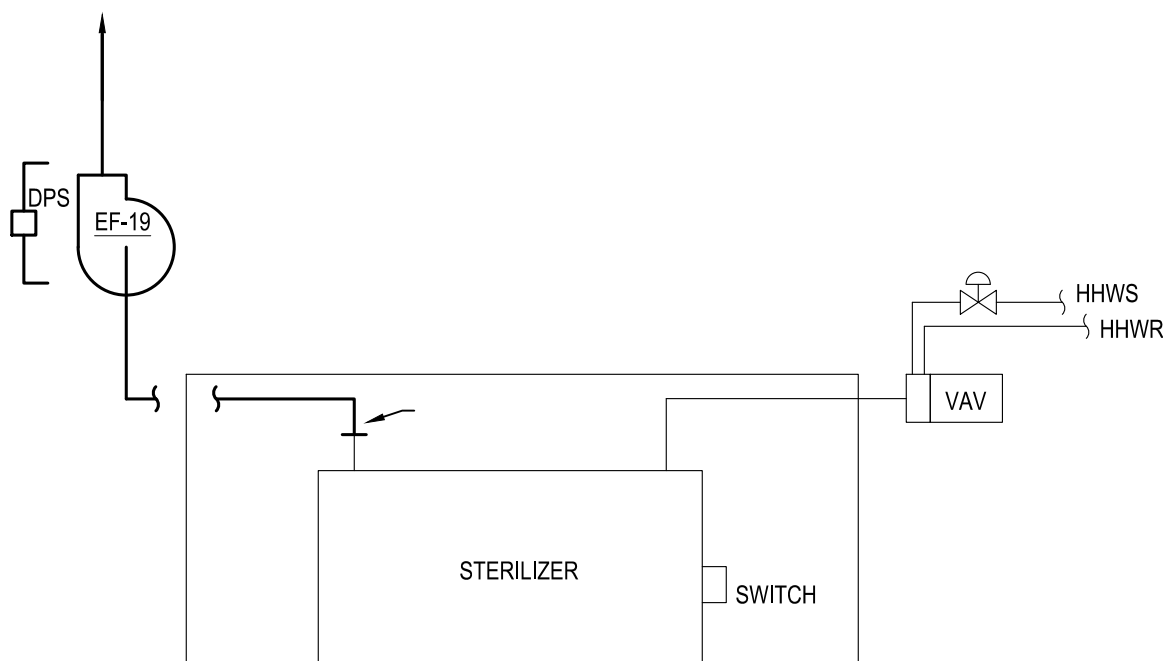 DPS
EF-19
HHWS
HHWR
VAV
STERILIZER
SWITCH